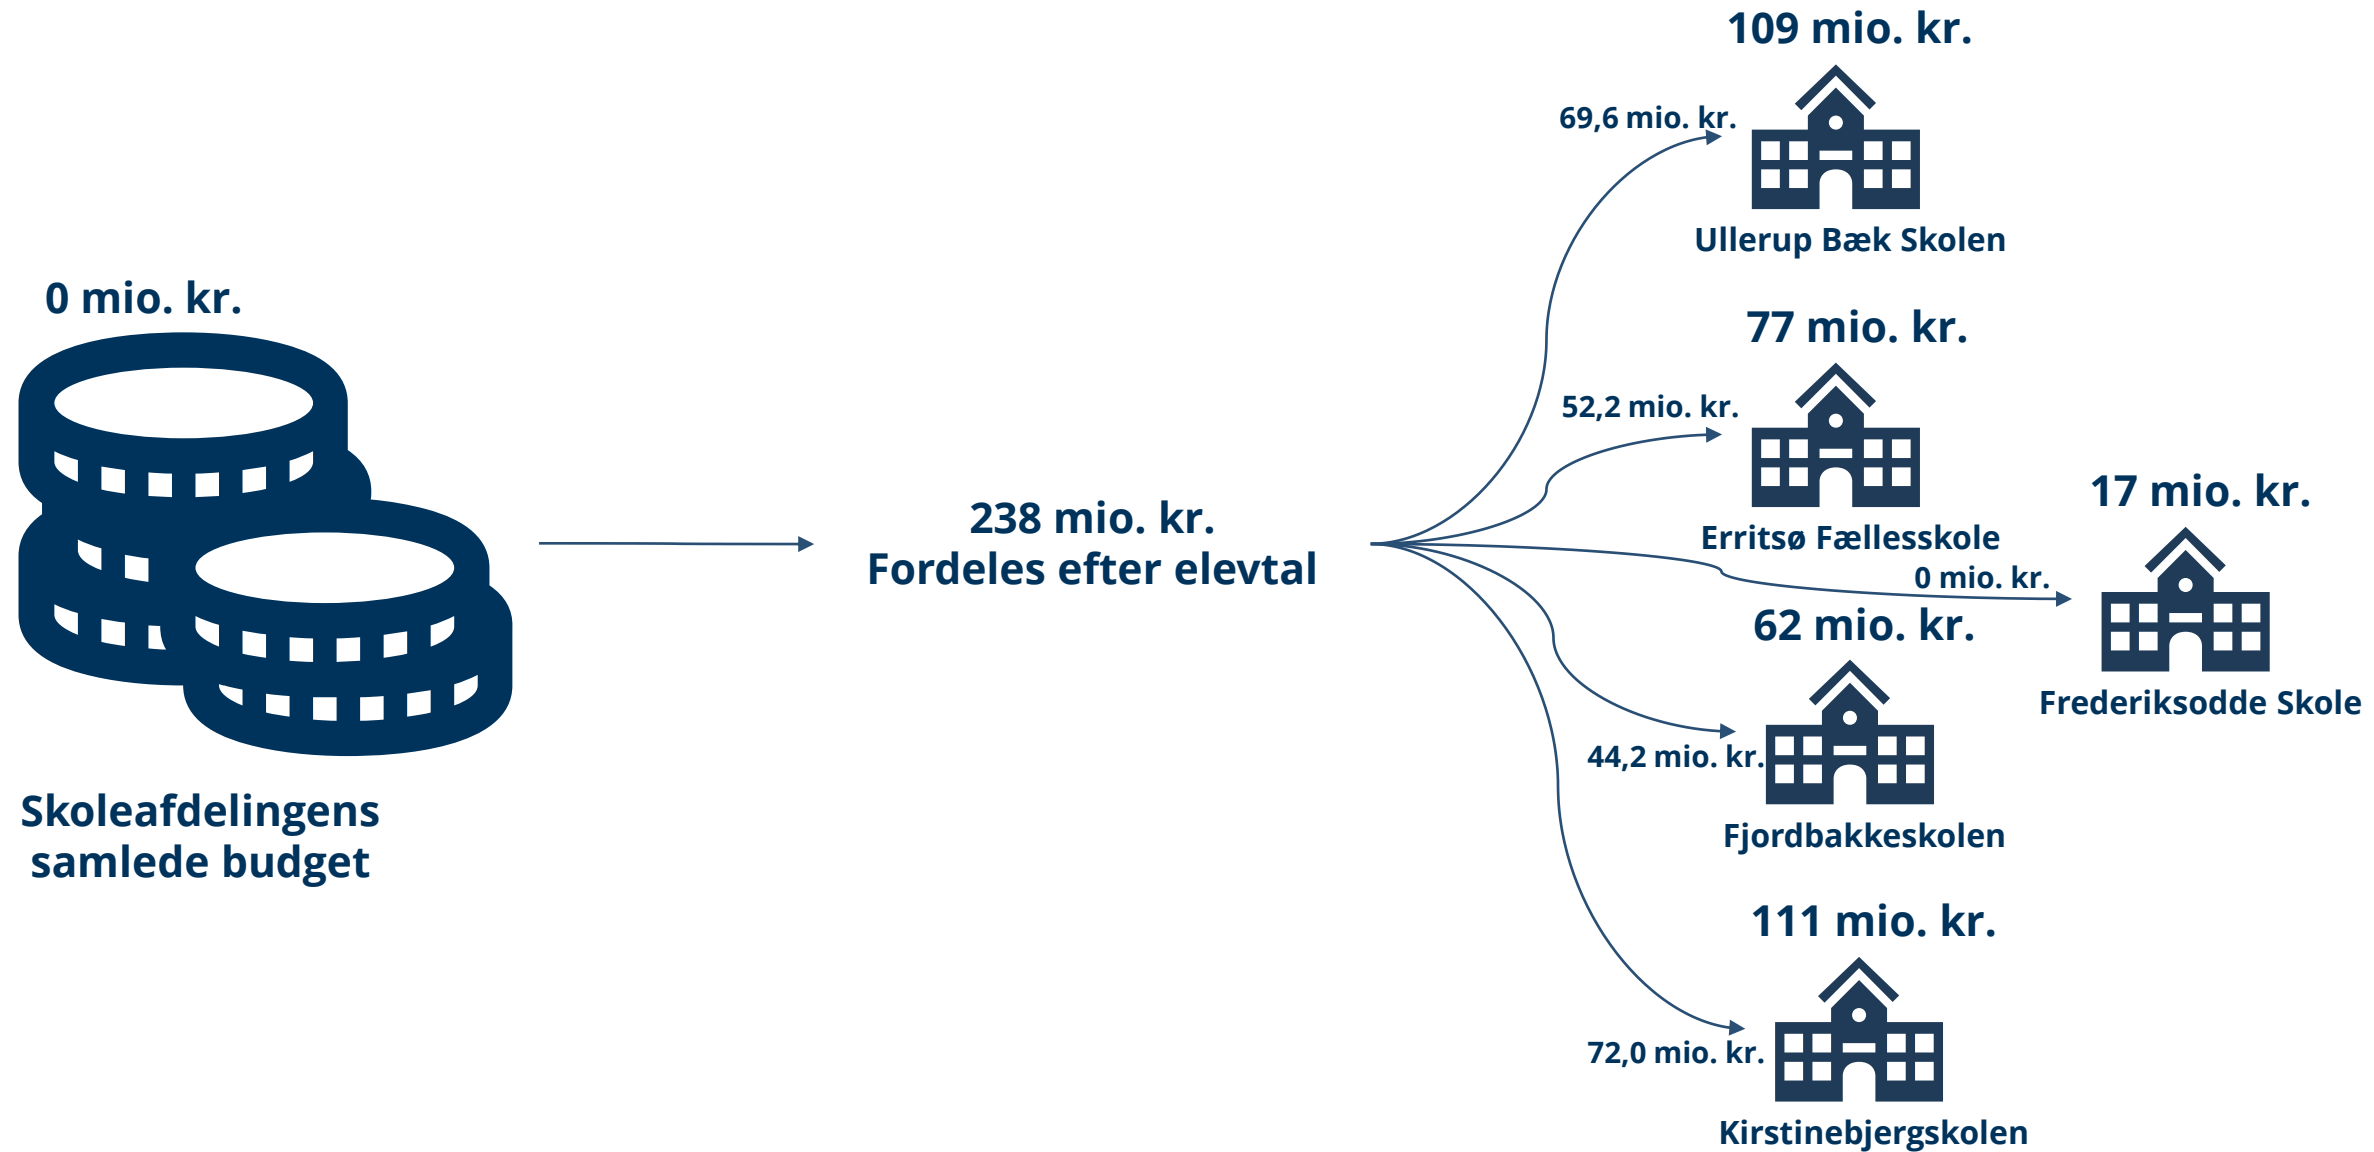 109 mio. kr.
69,6 mio. kr.
Ullerup Bæk Skolen
0 mio. kr.
77 mio. kr.
52,2 mio. kr.
Erritsø Fællesskole
17 mio. kr.
238 mio. kr.
Fordeles efter elevtal
0 mio. kr.
Frederiksodde Skole
62 mio. kr.
44,2 mio. kr.
Fjordbakkeskolen
Skoleafdelingens
samlede budget
111 mio. kr.
72,0 mio. kr.
Kirstinebjergskolen